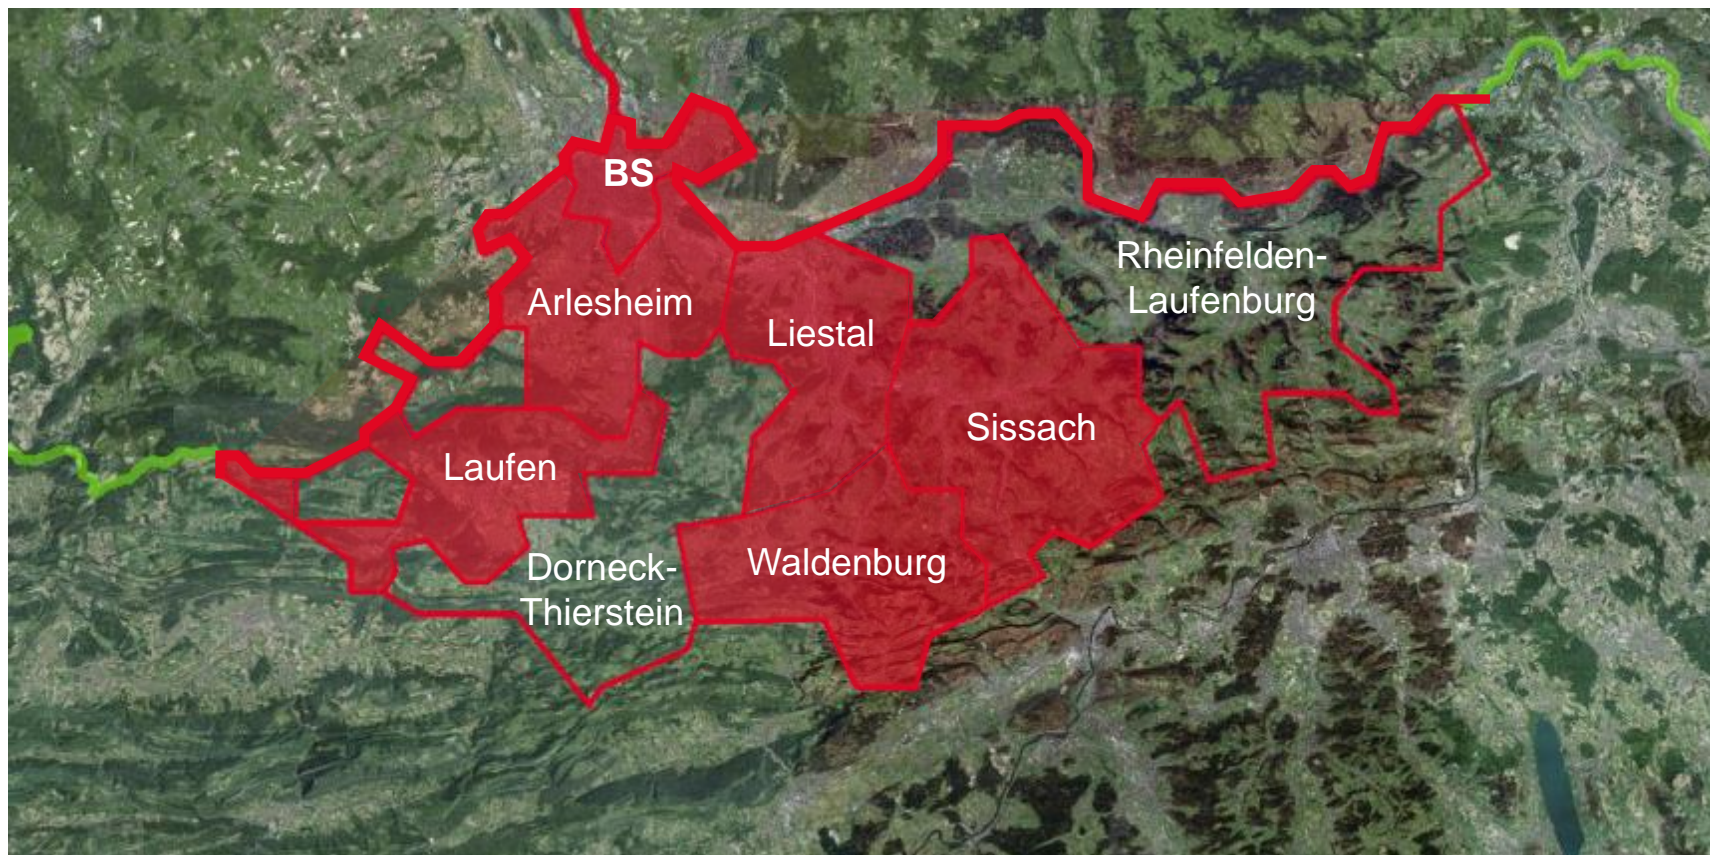 BS
Rheinfelden-
Laufenburg
Arlesheim
Liestal
Sissach
Laufen
Waldenburg
Dorneck-
Thierstein